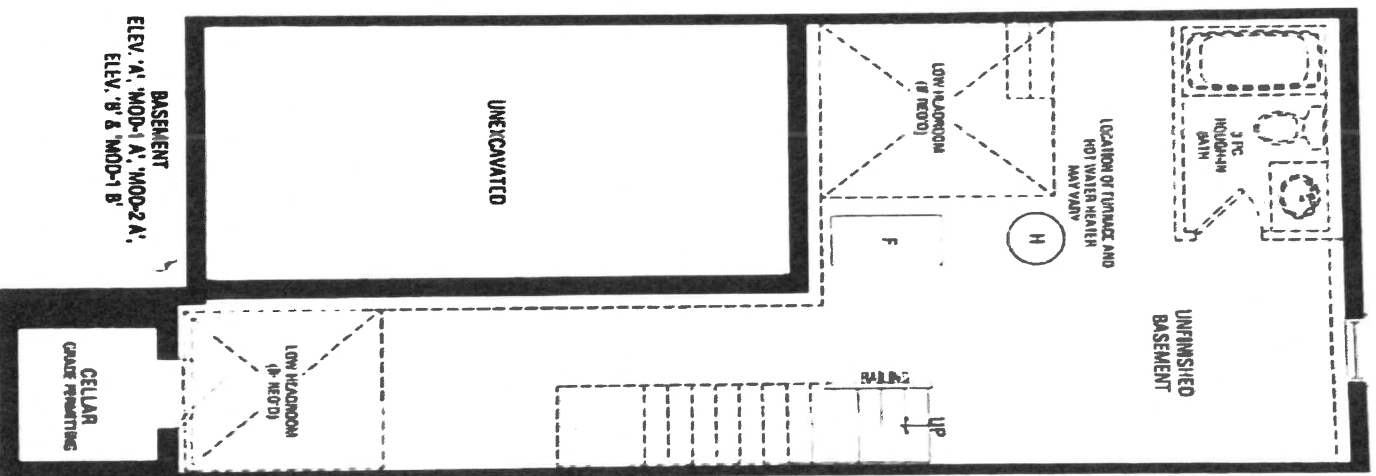 BASEMENT
ELEV. 'A', 'MOD-1 A', 'MOD-2 A',
ELEV. 'B' & 'MOD-1 B'
UNEXCAVATED
LOW HEADROOM
(IF REQ'D)
LOCATION OF FURNACE AND
HOT WATER HEATER
MAY VARY
3 PC
ROUGH-IN
BATH
F
H
UNFINISHED
BASEMENT
CELLAR
GRADE PERMITTING
LOW HEADROOM
(IF REQ'D)
RAILING
UP